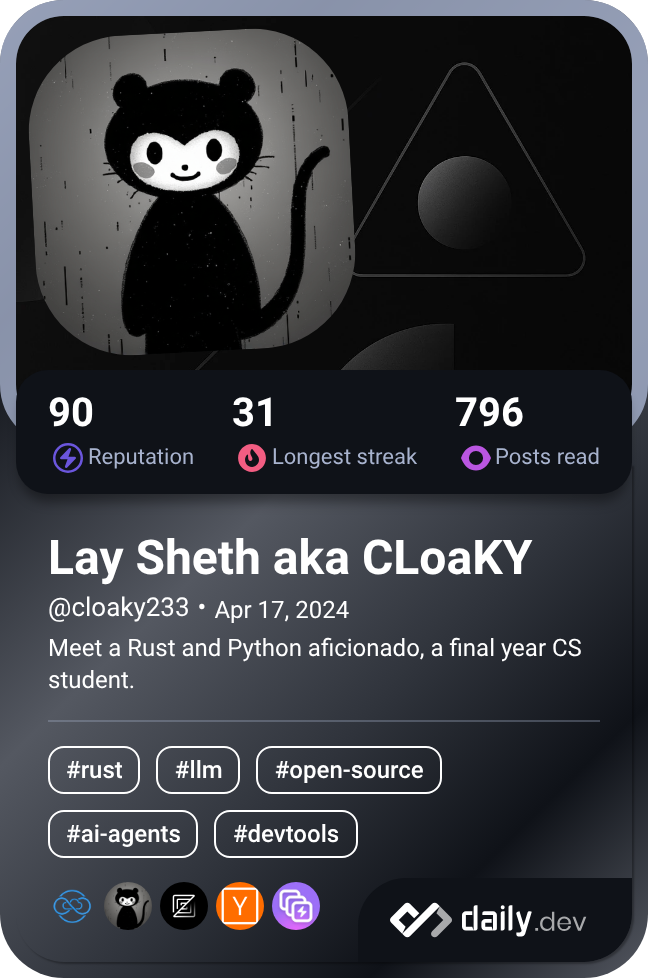 90 31 796
Reputation Longest streak Posts read
Lay Sheth aka CLoaKY
@cloaky233 • Apr 17, 2024
Meet a Rust and Python aficionado, a final year CS
student.
#rust #llm #open-source
#ai-agents #devtools
Y
daily.dev